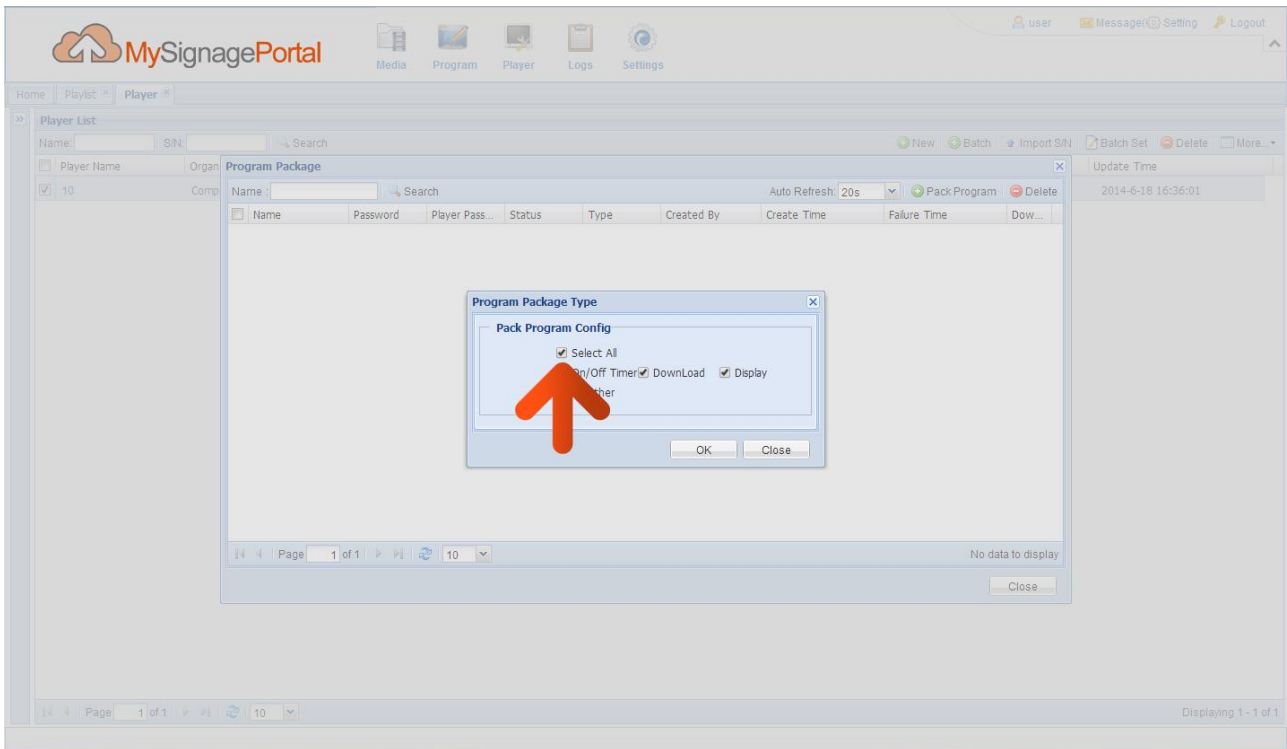 user Message( Setting Logout
MySignagePortal
Media Program Player Logs Settings
Home Playlist Player
Player List
Name: S/N: Search New Batch Import S/N Batch Set Delete More...
Player Name Organ Update Time
10 Comp 2014-6-18 16:36:01
Program Package
Name : Search Auto Refresh: 20s Pack Program Delete
Name Password Player Pass... Status Type Created By Create Time Failure Time Dow...
Program Package Type
Pack Program Config
Select All
On/Off Timer DownLoad Display
ther
OK Close
Page 1 of 1 10 No data to display
Close
Page 1 of 1 10 Displaying 1 - 1 of 1